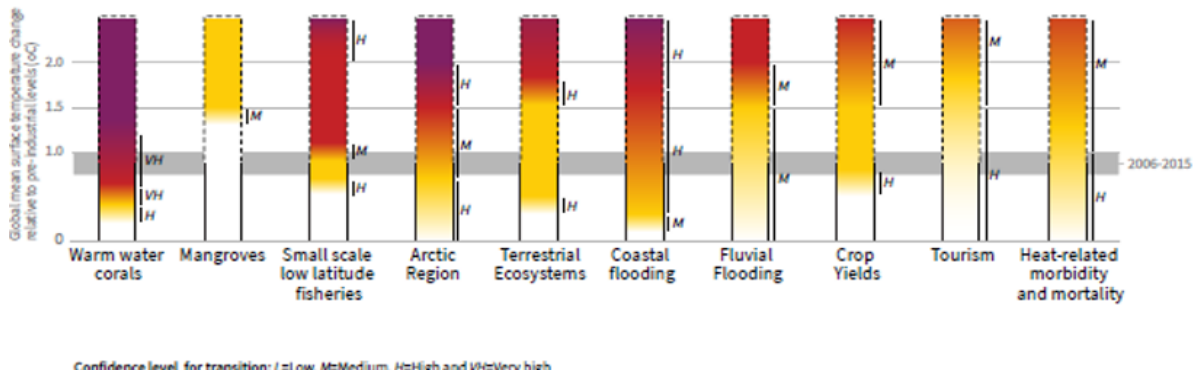 Global mean surface temperature change
relative to pre-industrial levels (oC)
2.0
1.5
1.0
0
H
M
H
H
M
H
M
VH
M
M
H
H
2006-2015
VH
H
H
M
H
H
H
H
M
H
M
H
Warm water
corals
Mangroves
Small scale
low latitude
fisheries
Arctic
Region
Terrestrial
Ecosystems
Coastal
flooding
Fluvial
Flooding
Crop
Yields
Tourism
Heat-related
morbidity
and mortality
Confidence level for transition: L=Low, M=Medium, H=High and VH=Very high